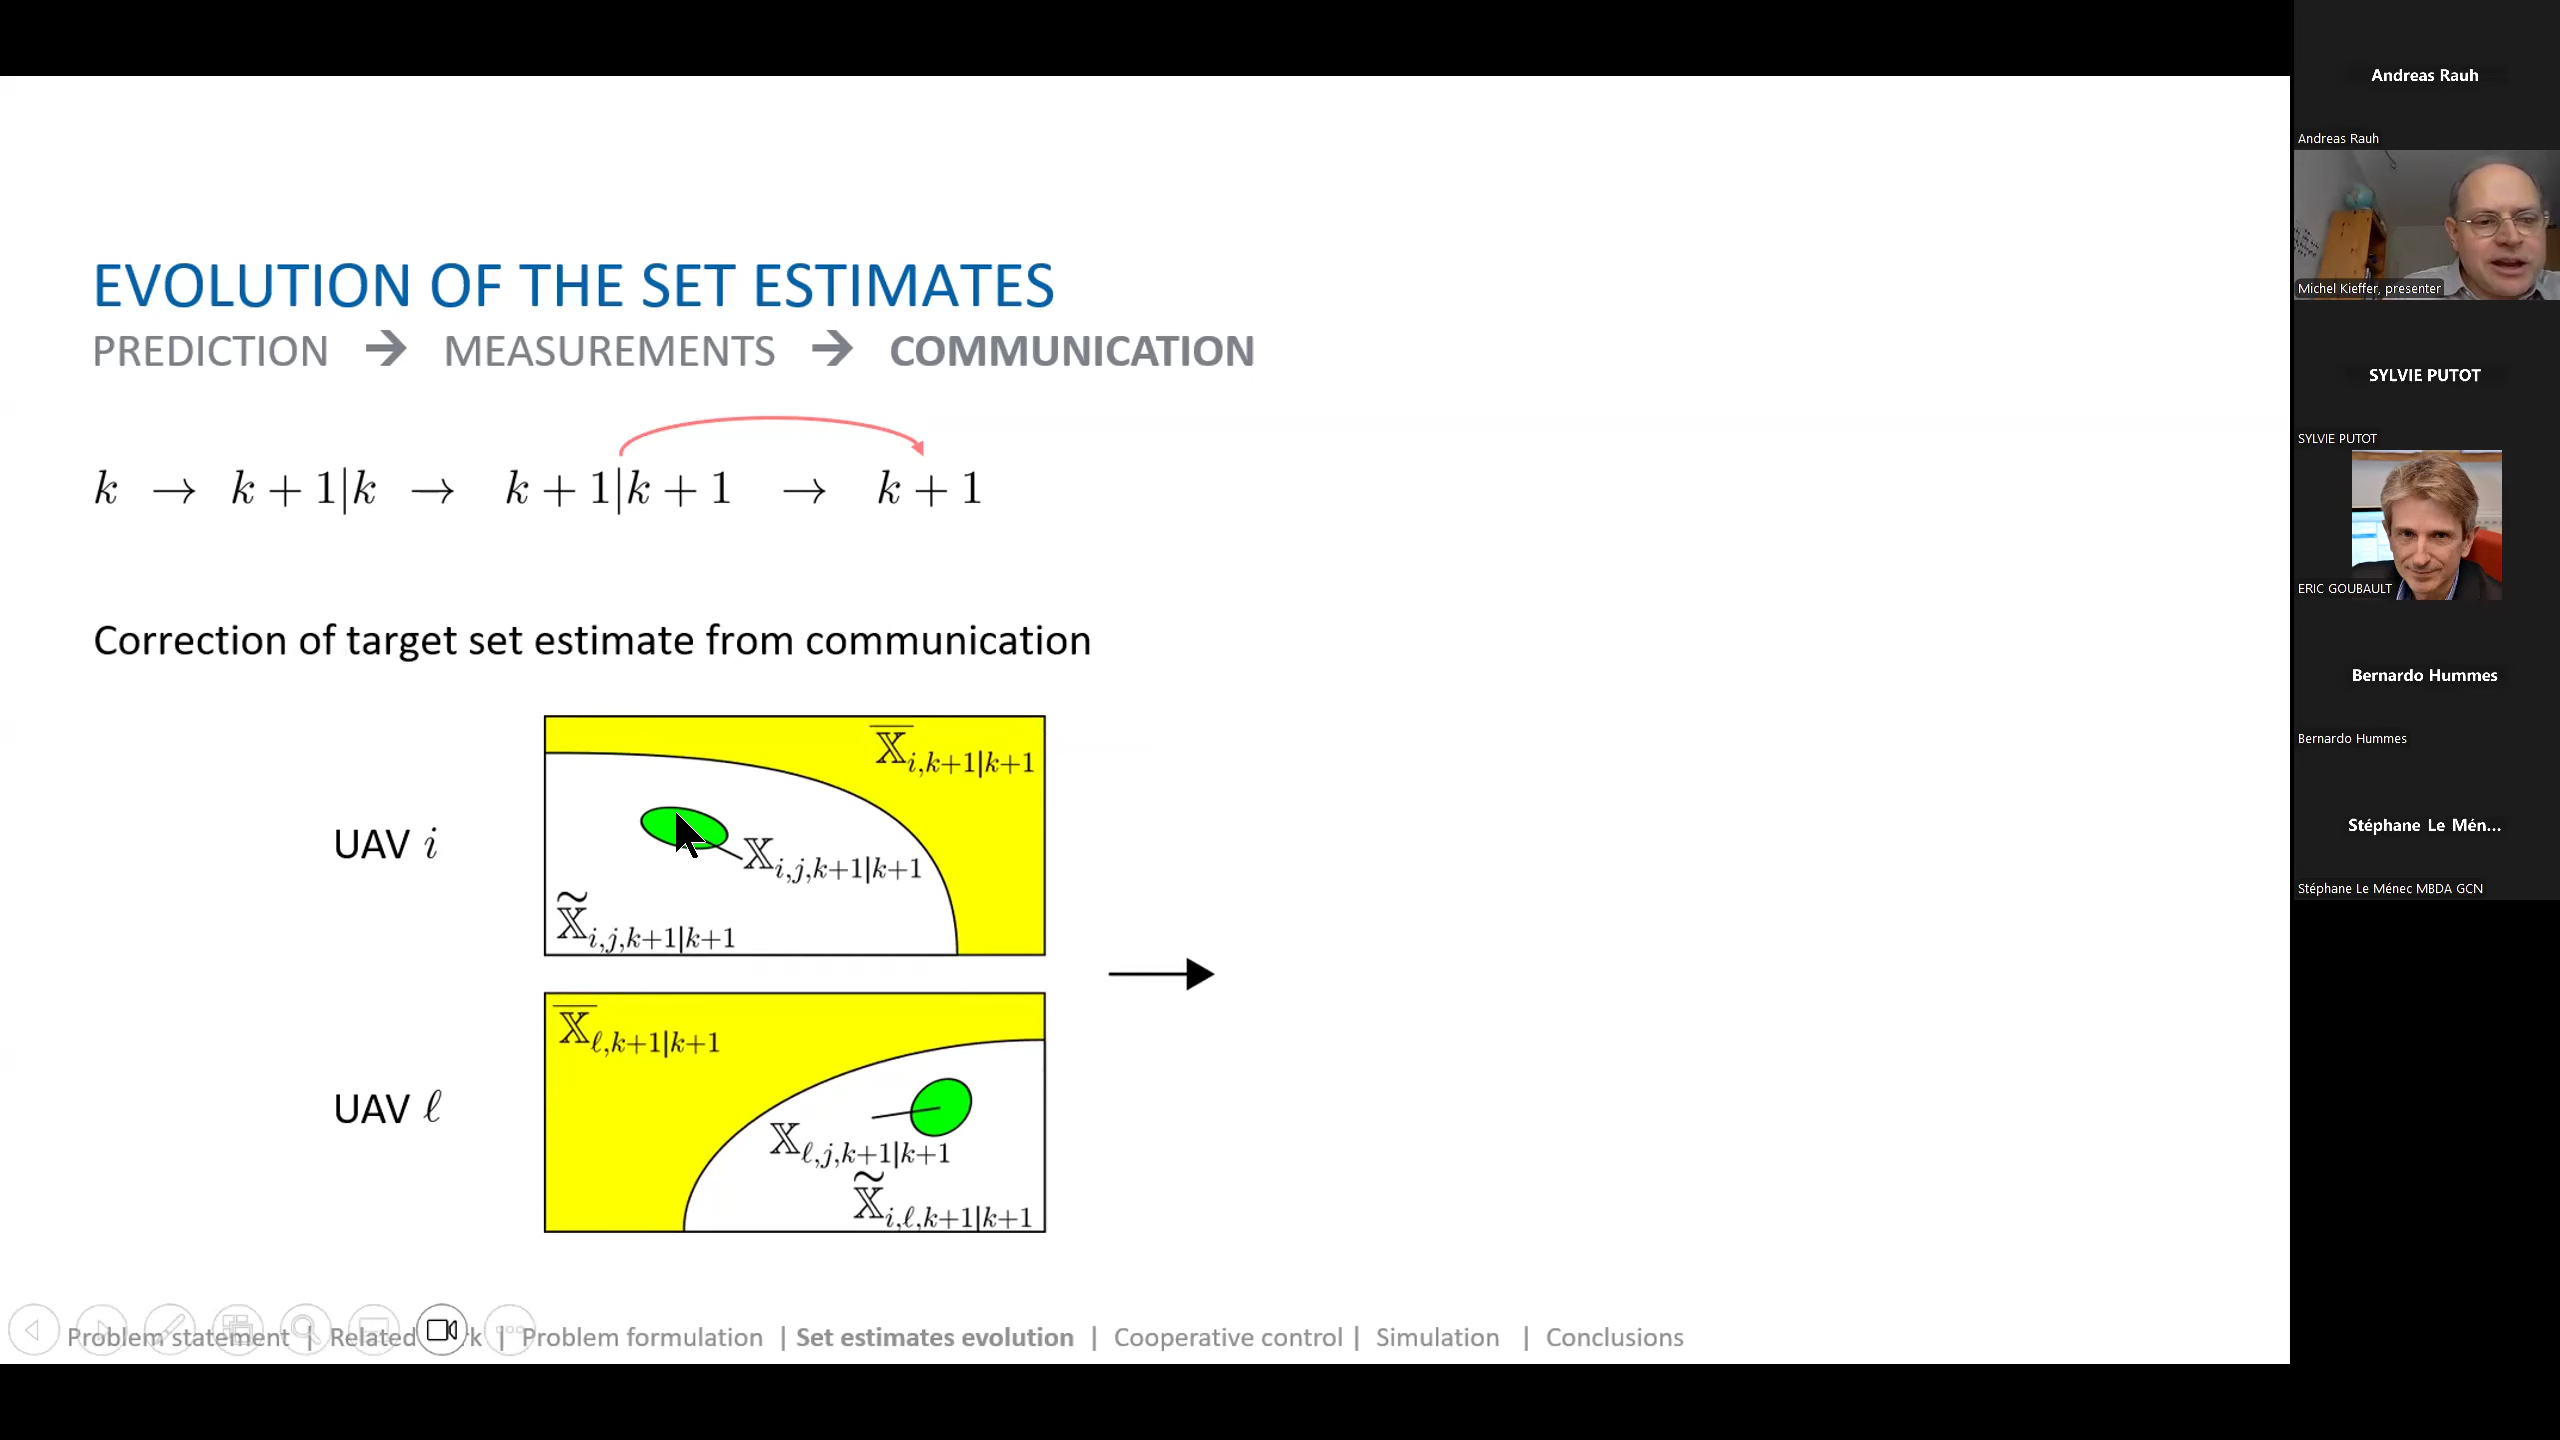 EVOLUTION OF THE SET ESTIMATES
PREDICTION → MEASUREMENTS → COMMUNICATION
k → k + 1|k → k + 1|k + 1 → k + 1
Correction of target set estimate from communication
UAV i
X̅_{i,k+1|k+1}
𝕏_{i,j,k+1|k+1}
𝕏̃_{i,j,k+1|k+1}
UAV ℓ
X̅_{ℓ,k+1|k+1}
𝕏_{ℓ,j,k+1|k+1}
𝕏̃_{i,ℓ,k+1|k+1}
Problem statement | Related k | Problem formulation | Set estimates evolution | Cooperative control | Simulation | Conclusions
Andreas Rauh
Andreas Rauh
Michel Kieffer, presenter
SYLVIE PUTOT
SYLVIE PUTOT
ERIC GOUBAULT
Bernardo Hummes
Bernardo Hummes
Stéphane Le Mén...
Stéphane Le Ménec MBDA GCN